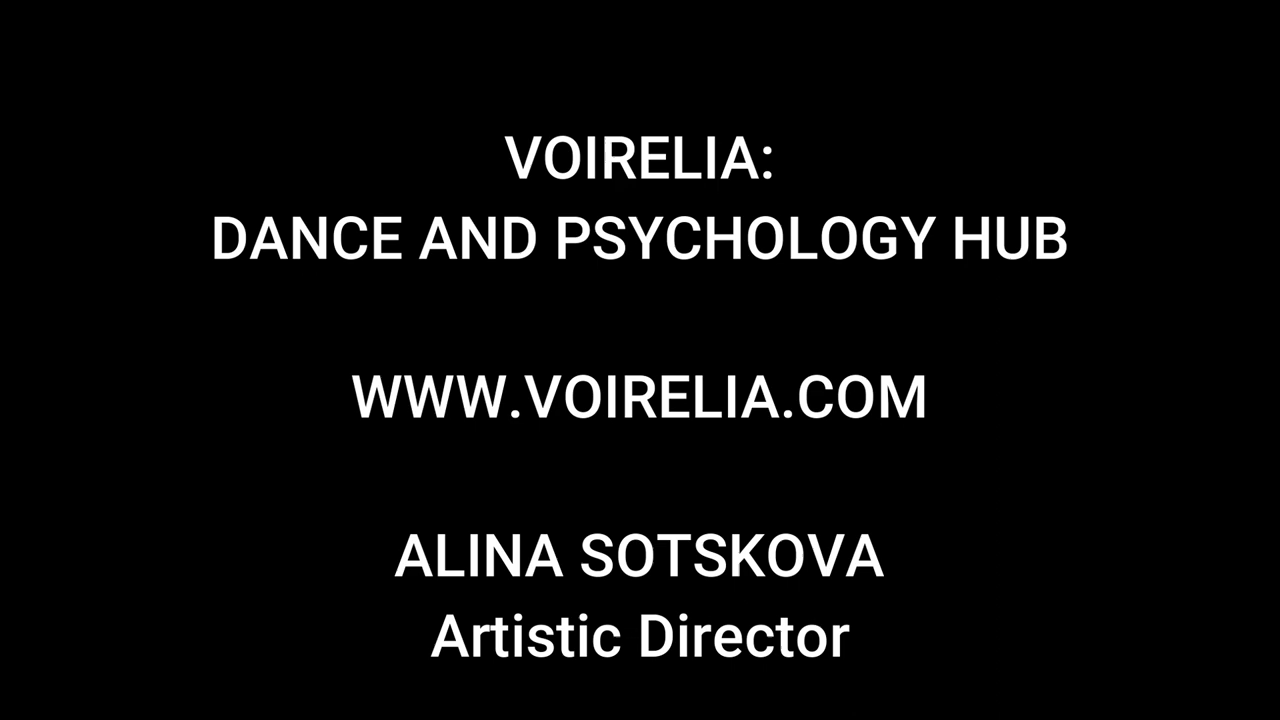 VOIRELIA:
DANCE AND PSYCHOLOGY HUB
WWW.VOIRELIA.COM
ALINA SOTSKOVA
Artistic Director